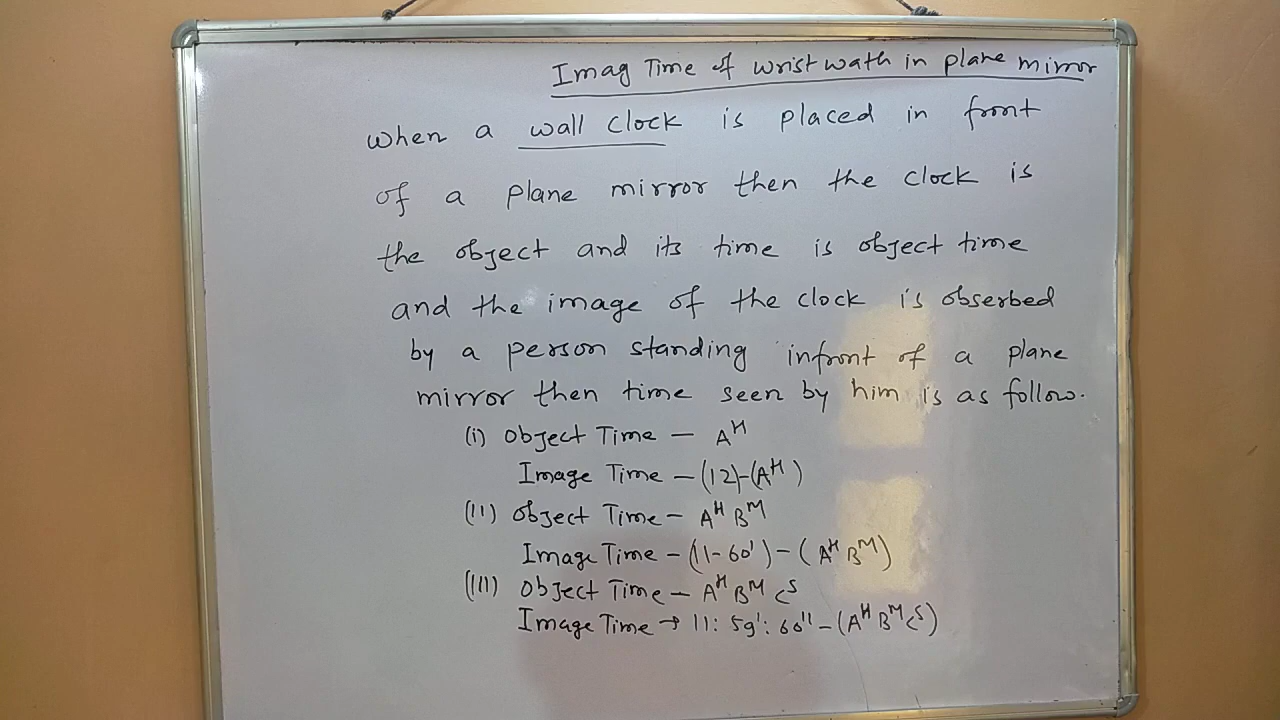 Imag Time of wrist wath in plane mirror
when a wall clock is placed in front
of a plane mirror then the clock is
the object and its time is object time
and the image of the clock is obserbed
by a person standing infront of a plane
mirror then time seen by him is as follow.
(i) Object Time — A^H
Image Time — (12)-(A^H)
(II) Object Time — A^H B^M
Image Time — (11-60') - (A^H B^M)
(III) Object Time — A^H B^M C^S
Image Time → 11: 59': 60'' - (A^H B^M C^S)